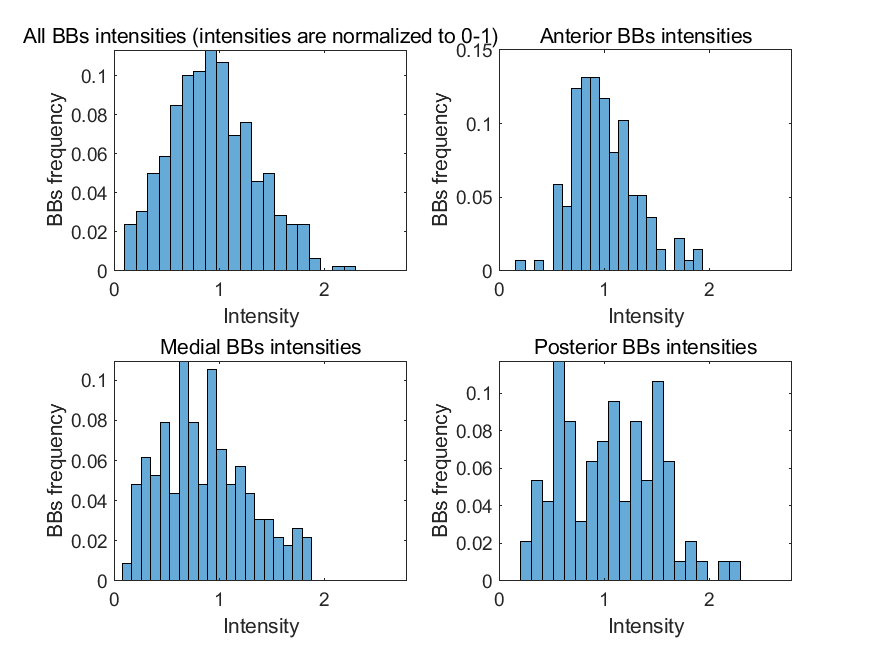 All BBs intensities (intensities are normalized to 0-1)
BBs frequency
0.1
0.08
0.06
0.04
0.02
0
0 1 2
Intensity
Anterior BBs intensities
BBs frequency
0.15
0.1
0.05
0
0 1 2
Intensity
Medial BBs intensities
BBs frequency
0.1
0.08
0.06
0.04
0.02
0
0 1 2
Intensity
Posterior BBs intensities
BBs frequency
0.1
0.08
0.06
0.04
0.02
0
0 1 2
Intensity